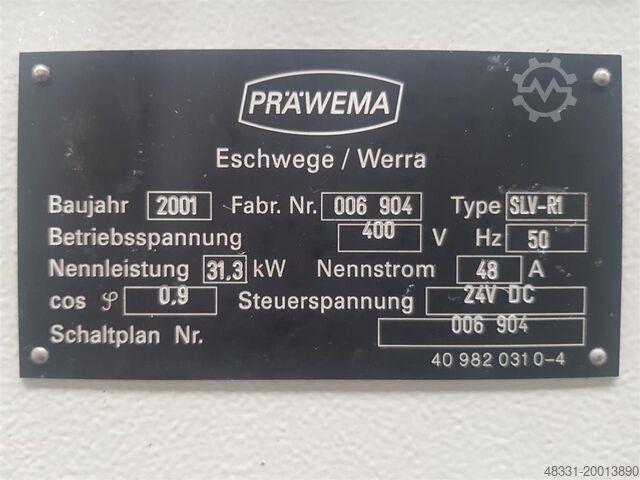 PRÄWEMA
Eschwege / Werra
Baujahr 2001 Fabr. Nr. 006 904 Type SLV-R1
Betriebsspannung 400 V Hz 50
Nennleistung 31.3 kW Nennstrom 48 A
cos φ 0.9 Steuerspannung 24V DC
Schaltplan Nr. 006 904
40 982 031 0-4
48331-20013890